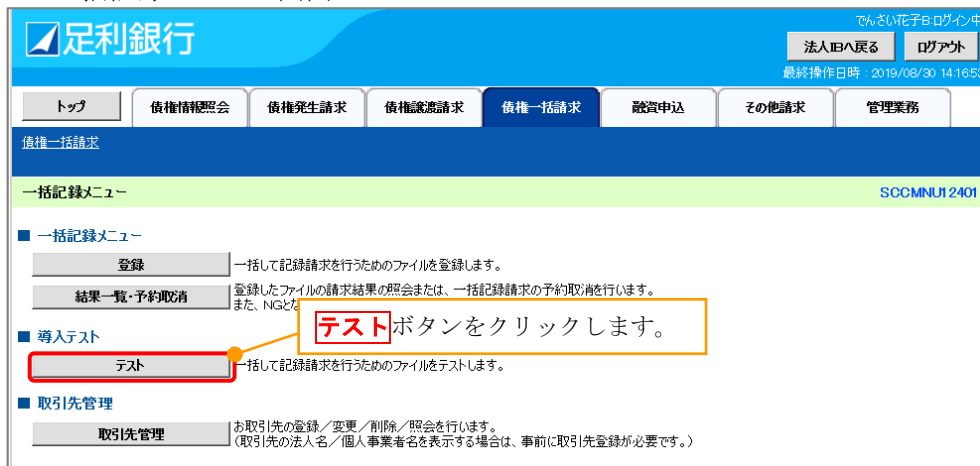 足利銀行
でんさい花子B:ログイン中
法人IBへ戻る ログアウト
最終操作日時:2019/08/30 14:16:53
トップ 債権情報照会 債権発生請求 債権譲渡請求 債権一括請求 融資申込 その他請求 管理業務
債権一括請求
一括記録メニュー SCCMNU12401
■ 一括記録メニュー
登録 一括して記録請求を行うためのファイルを登録します。
結果一覧・予約取消 登録したファイルの請求結果の照会または、一括記録請求の予約取消を行います。
また、NGとな
テストボタンをクリックします。
■ 導入テスト
テスト 一括して記録請求を行うためのファイルをテストします。
■ 取引先管理
取引先管理 お取引先の登録/変更/削除/照会を行います。
(取引先の法人名/個人事業者名を表示する場合は、事前に取引先登録が必要です。)